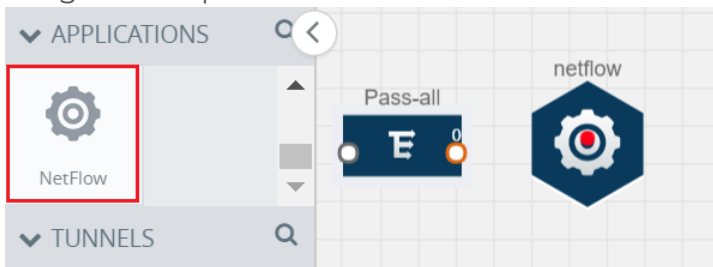 APPLICATIONS
NetFlow
TUNNELS
Pass-all
0
netflow